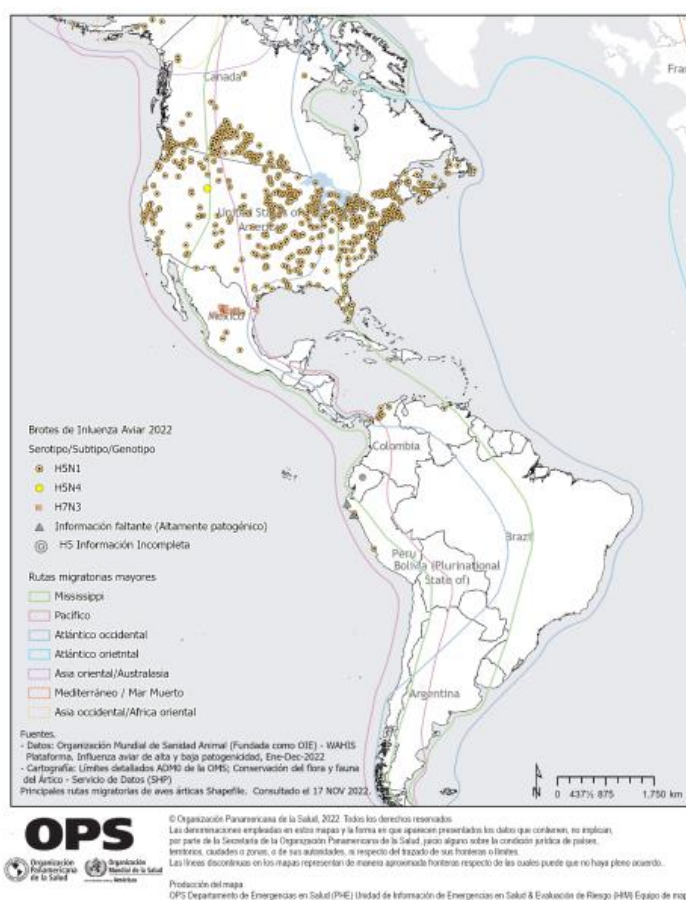 Canada
Fran
United States of
America
Mexico
Brotes de Inluenza Aviar 2022
Serotipo/Subtipo/Genotipo
H5N1
H5N4
H7N3
Información faltante (Altamente patogénico)
H5 Información Incompleta
Colombia
Brazil
Peru
Bolivia (Plurinational
State of)
Argentina
Rutas migratorias mayores
Mississippi
Pacífico
Atlántico occidental
Atlántico orietntal
Asia oriental/Australasia
Mediterráneo / Mar Muerto
Asia occidental/Africa oriental
Fuentes.
- Datos: Organización Mundial de Sanidad Animal (Fundada como OIE) - WAHIS
Plataforma. Influenza aviar de alta y baja patogenicidad, Ene-Dec-2022
- Cartografía: Límites detallados ADM0 de la OMS; Conservación del flora y fauna
del Ártico - Servicio de Datos (SHP)
Principales rutas migratorias de aves árticas Shapefile. Consultado el 17 NOV 2022.
N
0 437½ 875 1,750 km
OPS
Organización
Panamericana
de la Salud
Organización
Mundial de la Salud
Américas
© Organización Panamericana de la Salud, 2022. Todos los derechos reservados
Las denominaciones empleadas en estos mapas y la forma en que aparecen presentados los datos que contienen, no implican,
por parte de la Secretaría de la Organización Panamericana de la Salud, juicio alguno sobre la condición jurídica de países,
territorios, ciudades o zonas, o de sus autoridades, ni respecto del trazado de sus fronteras o límites.
Las líneas discontinuas en los mapas representan de manera aproximada fronteras respecto de las cuales puede que no haya pleno acuerdo.
Producción del mapa
OPS Departamento de Emergencias en Salud (PHE) Unidad de Información de Emergencias en Salud & Evaluación de Riesgo (HIM) Equipo de map